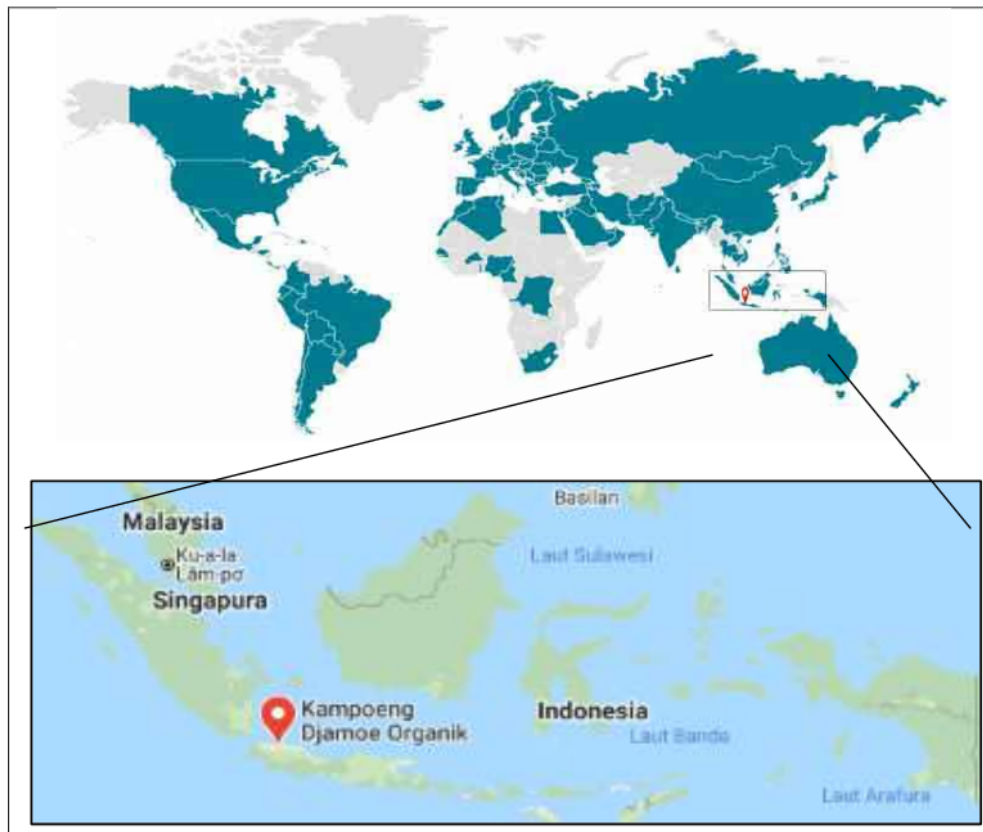 Basilan
Malaysia
Laut Sulawesi
Ku-a-la
Lăm-pơ
Singapura
Kampoeng
Djamoe Organik
Indonesia
Laut Banda
Laut Arafura